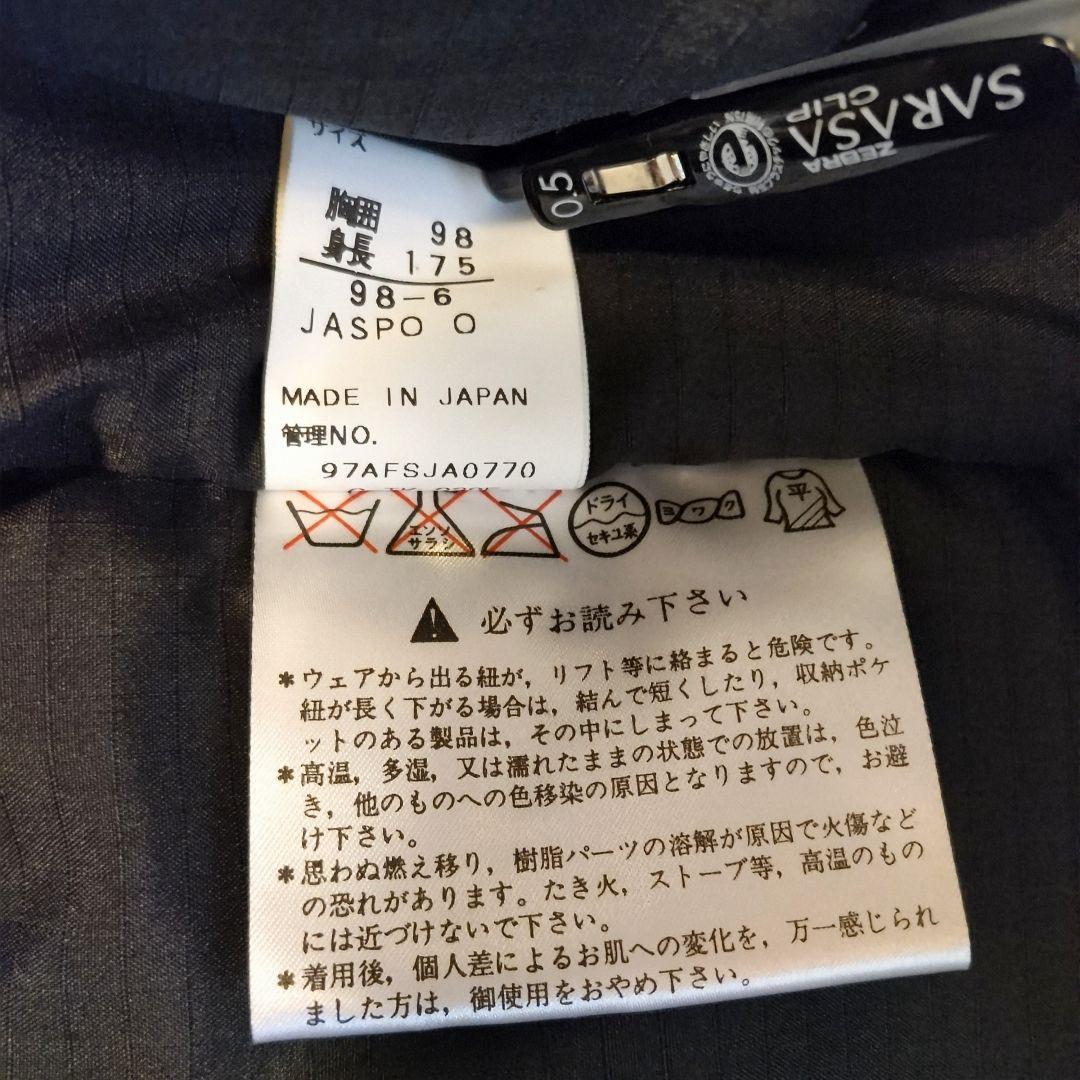 SARASA
CLIP
ZEBRA
0.5
サイズ
胸囲 98
身長 175
98-6
JASPO O
MADE IN JAPAN
管理NO.
97AFSJA0770
エンソ
サラシ
ドライ
セキユ系
ヨワク
平
必ずお読み下さい
*ウェアから出る紐が，リフト等に絡まると危険です。
紐が長く下がる場合は，結んで短くしたり，収納ポケ
ットのある製品は，その中にしまって下さい。
*高温，多湿，又は濡れたままの状態での放置は，色泣
き，他のものへの色移染の原因となりますので，お避
け下さい。
*思わぬ燃え移り，樹脂パーツの溶解が原因で火傷など
の恐れがあります。たき火，ストーブ等，高温のもの
には近づけないで下さい。
*着用後，個人差によるお肌への変化を，万一感じられ
ました方は，御使用をおやめ下さい。